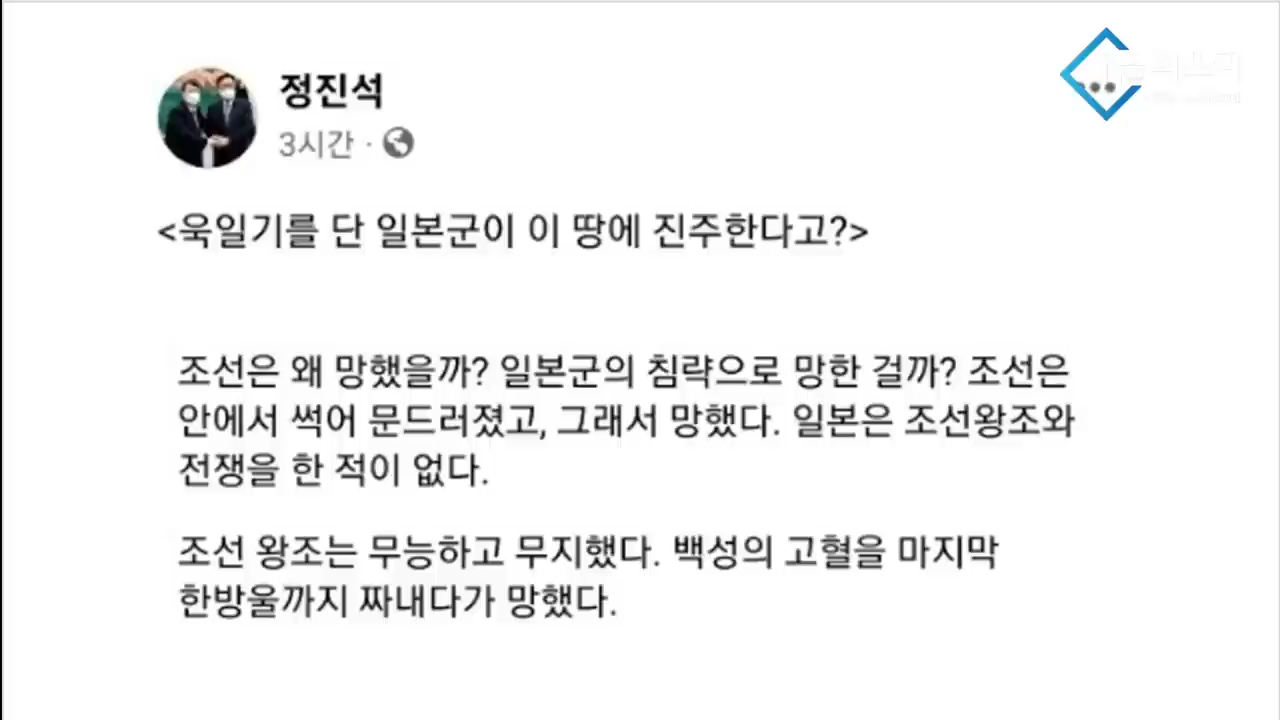 정진석
3시간 ·
<욱일기를 단 일본군이 이 땅에 진주한다고?>
조선은 왜 망했을까? 일본군의 침략으로 망한 걸까? 조선은
안에서 썩어 문드러졌고, 그래서 망했다. 일본은 조선왕조와
전쟁을 한 적이 없다.
조선 왕조는 무능하고 무지했다. 백성의 고혈을 마지막
한방울까지 짜내다가 망했다.